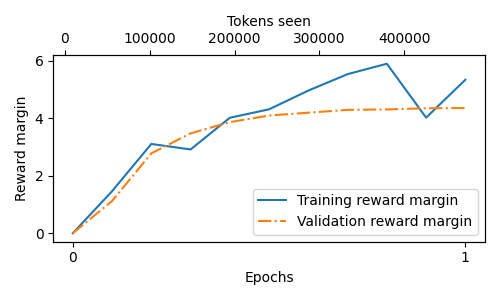 Tokens seen
0 100000 200000 300000 400000
6
4
2
0
Reward margin
Training reward margin
Validation reward margin
0 1
Epochs